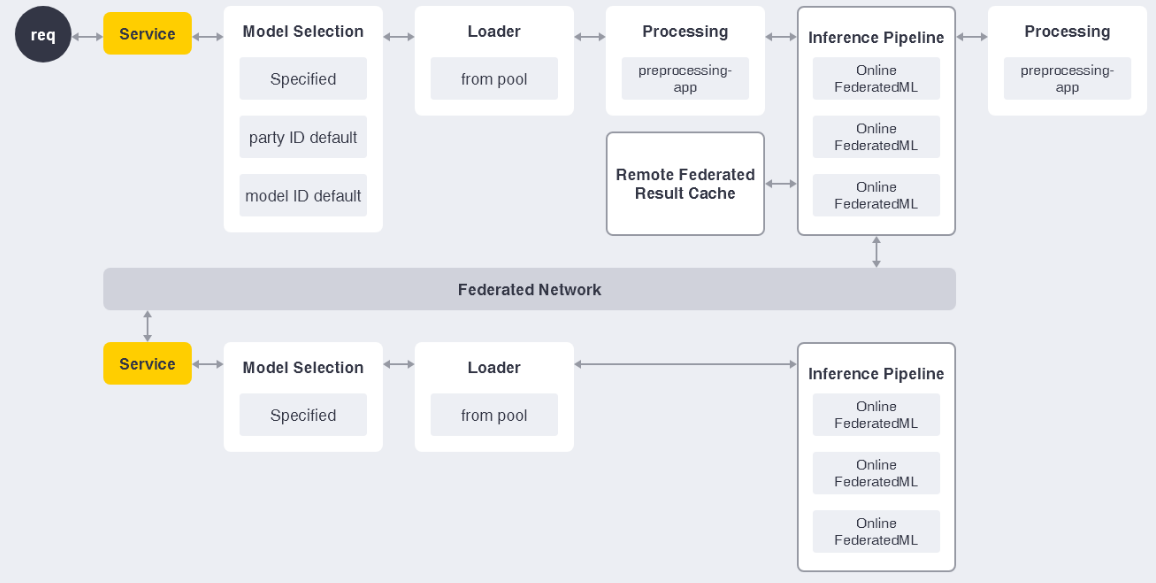 req
Service
Model Selection
Specified
party ID default
model ID default
Loader
from pool
Processing
preprocessing-
app
Remote Federated
Result Cache
Inference Pipeline
Online
FederatedML
Online
FederatedML
Online
FederatedML
Processing
preprocessing-
app
Federated Network
Service
Model Selection
Specified
Loader
from pool
Inference Pipeline
Online
FederatedML
Online
FederatedML
Online
FederatedML